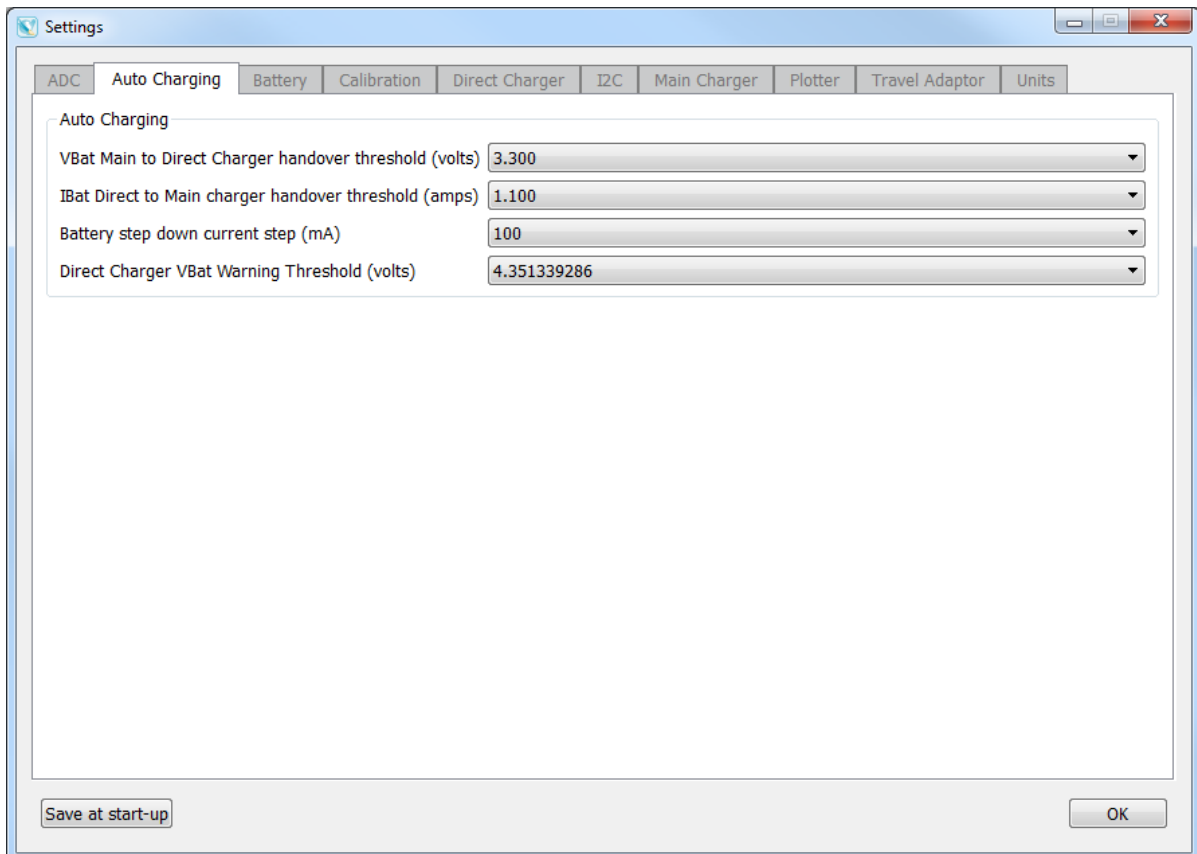 Settings
ADC Auto Charging Battery Calibration Direct Charger I2C Main Charger Plotter Travel Adaptor Units
Auto Charging
VBat Main to Direct Charger handover threshold (volts) 3.300
IBat Direct to Main charger handover threshold (amps) 1.100
Battery step down current step (mA) 100
Direct Charger VBat Warning Threshold (volts) 4.351339286
Save at start-up OK